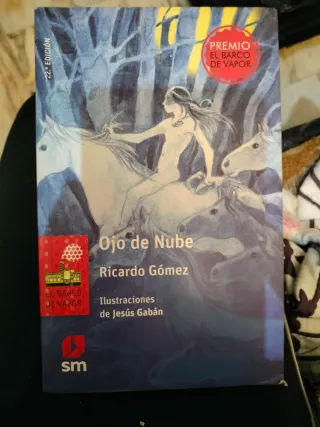 22.ª EDICIÓN
PREMIO
EL BARCO
DE VAPOR
Ojo de Nube
Ricardo Gómez
Ilustraciones
de Jesús Gabán
EL BARCO
DE VAPOR
sm